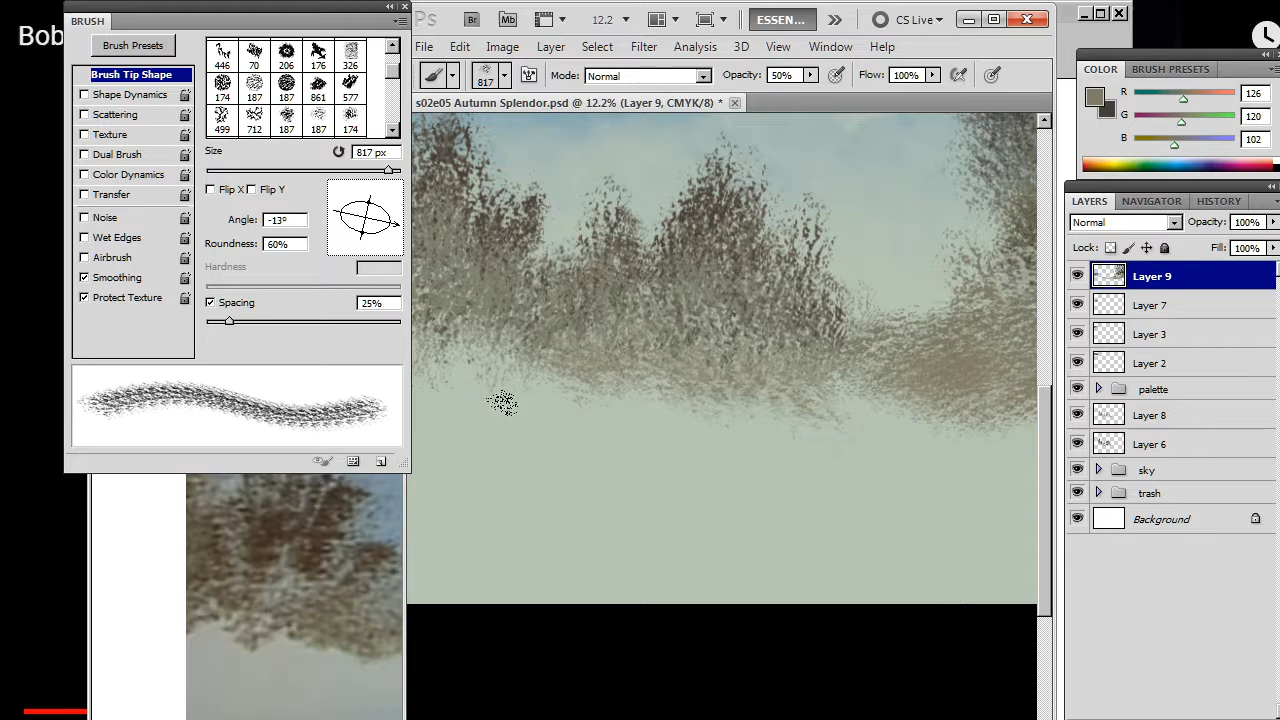 Bob
BRUSH
Brush Presets
Brush Tip Shape
Shape Dynamics
Scattering
Texture
Dual Brush
Color Dynamics
Transfer
Noise
Wet Edges
Airbrush
Smoothing
Protect Texture
446 70 206 176 326
174 187 187 861 577
499 712 187 187 174
Size 817 px
Flip X Flip Y
Angle: -13º
Roundness: 60%
Hardness
Spacing 25%
Ps Br Mb 12.2 ESSEN... CS Live
File Edit Image Layer Select Filter Analysis 3D View Window Help
817 Mode: Normal Opacity: 50% Flow: 100%
s02e05 Autumn Splendor.psd @ 12.2% (Layer 9, CMYK/8) *
COLOR BRUSH PRESETS
R 126
G 120
B 102
LAYERS NAVIGATOR HISTORY
Normal Opacity: 100%
Lock: Fill: 100%
Layer 9
Layer 7
Layer 3
Layer 2
palette
Layer 8
Layer 6
sky
trash
Background